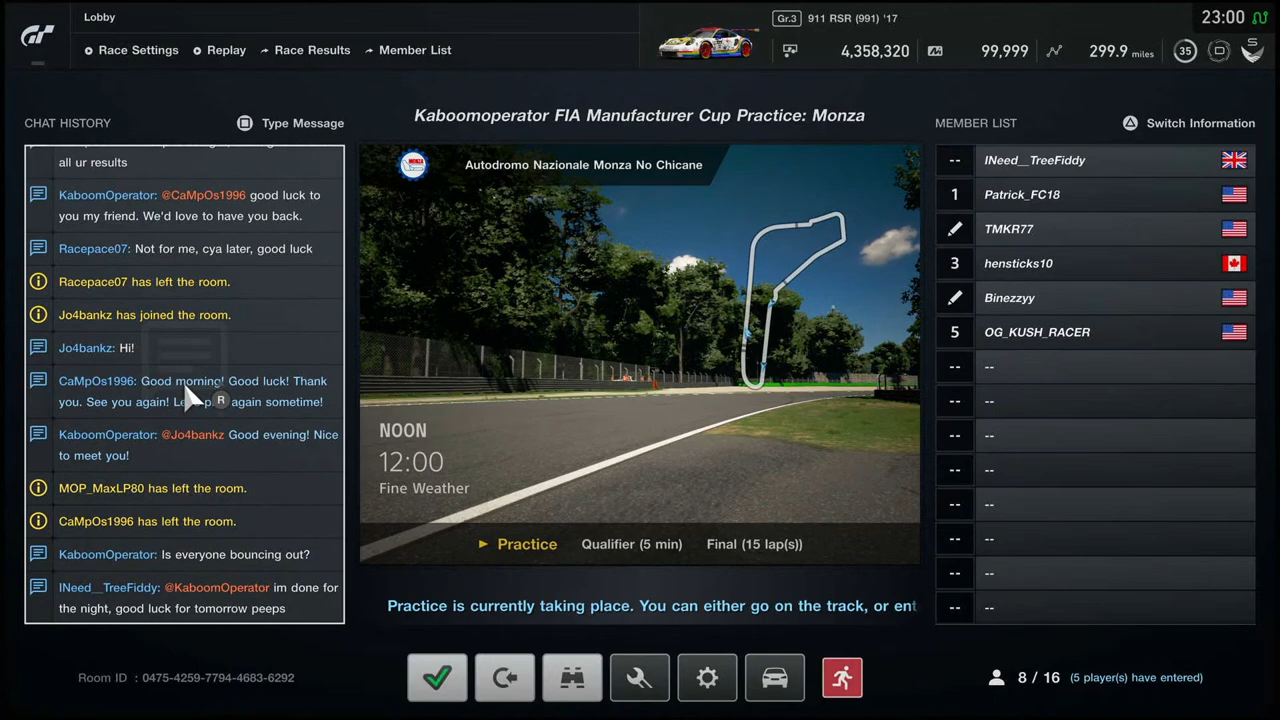 Lobby
Race Settings
Replay
Race Results
Member List
Gr.3
911 RSR (991) '17
4,358,320
99,999
299.9 miles
35
S
23:00
CHAT HISTORY
Type Message
all ur results
KaboomOperator: @CaMpOs1996 good luck to
you my friend. We'd love to have you back.
Racepace07: Not for me, cya later, good luck
Racepace07 has left the room.
Jo4bankz has joined the room.
Jo4bankz: Hi!
CaMpOs1996: Good morning! Good luck! Thank
you. See you again! again sometime!
R
KaboomOperator: @Jo4bankz Good evening! Nice
to meet you!
MOP_MaxLP80 has left the room.
CaMpOs1996 has left the room.
KaboomOperator: Is everyone bouncing out?
INeed__TreeFiddy: @KaboomOperator im done for
the night, good luck for tomorrow peeps
Kaboomoperator FIA Manufacturer Cup Practice: Monza
MONZA
Autodromo Nazionale Monza No Chicane
NOON
12:00
Fine Weather
Practice
Qualifier (5 min)
Final (15 lap(s))
Practice is currently taking place. You can either go on the track, or ent
MEMBER LIST
Switch Information
-- INeed__TreeFiddy
1 Patrick_FC18
TMKR77
3 hensticks10
Binezzyy
5 OG_KUSH_RACER
-- --
-- --
-- --
-- --
-- --
-- --
-- --
-- --
Room ID : 0475-4259-7794-4683-6292
8 / 16
(5 player(s) have entered)